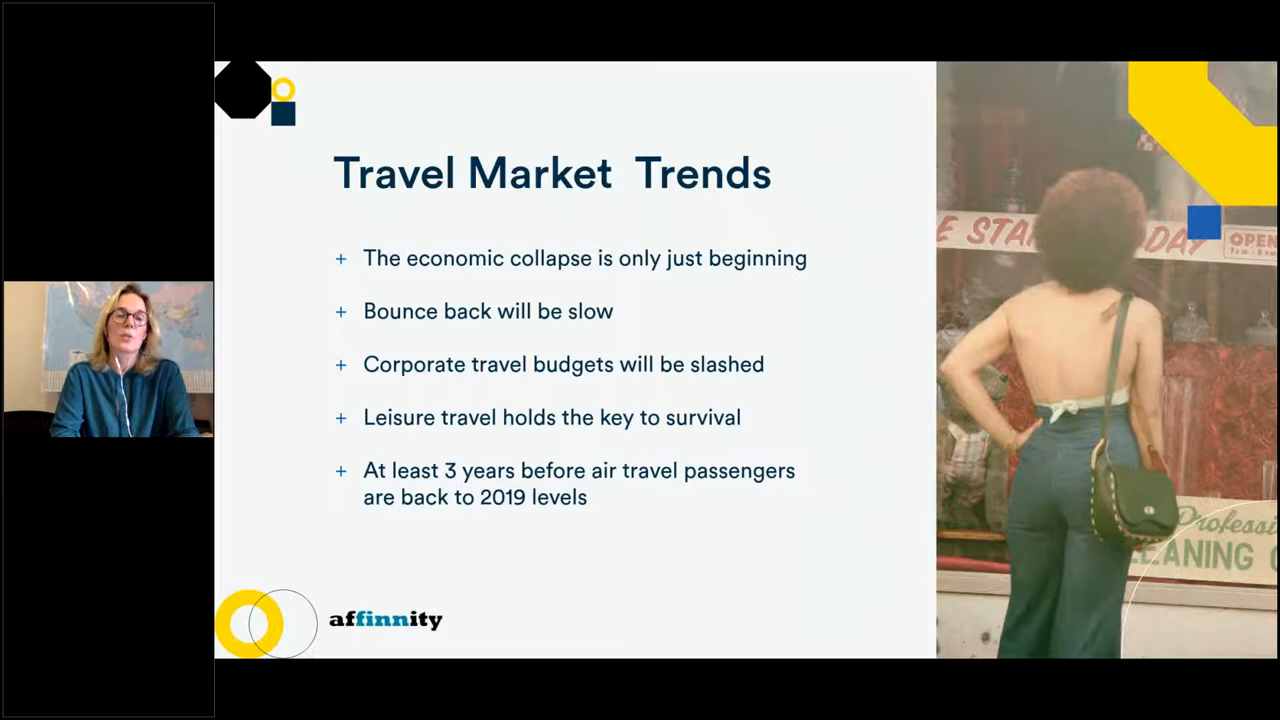 Travel Market Trends
+ The economic collapse is only just beginning
+ Bounce back will be slow
+ Corporate travel budgets will be slashed
+ Leisure travel holds the key to survival
+ At least 3 years before air travel passengers
are back to 2019 levels
affinnity
DAY
OPEN